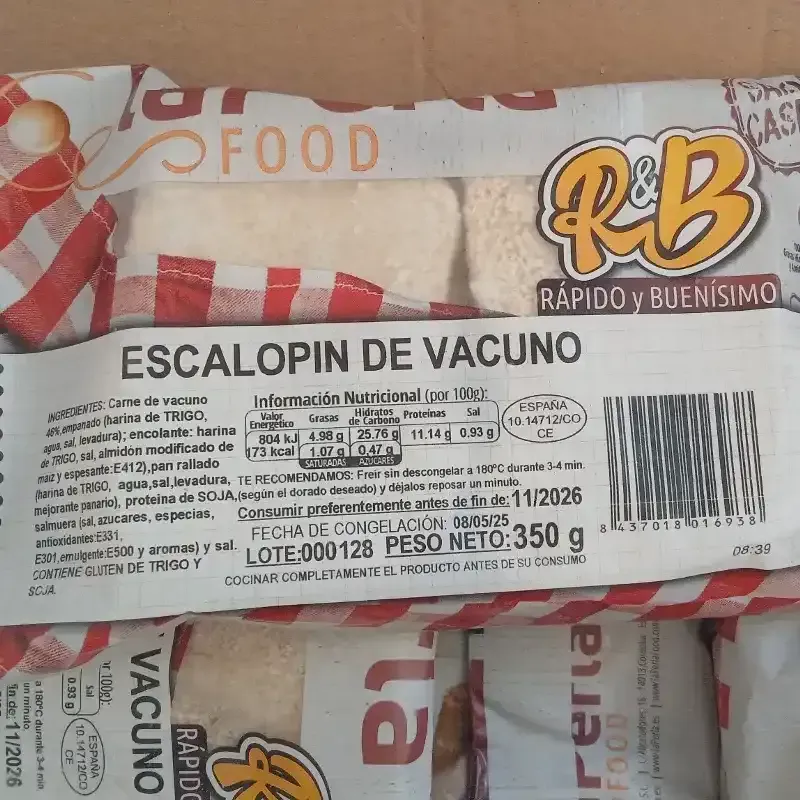 FOOD
R&B
RÁPIDO y BUENÍSIMO
ESCALOPIN DE VACUNO
INGREDIENTES: Carne de vacuno
46%,empanado (harina de TRIGO,
agua, sal, levadura); encolante: harina
de TRIGO, sal, almidón modificado de
maiz y espesante:E412),pan rallado
(harina de TRIGO, agua,sal,levadura,
mejorante panario), proteina de SOJA,
salmuera (sal, azucares, especias,
antioxidantes:E331,
E301,emulgente:E500 y aromas) y sal.
CONTIENE GLUTEN DE TRIGO Y
SOJA.
Información Nutricional (por 100g):
Valor Energético Grasas Hidratos de Carbono Proteínas Sal
804 kJ 4.98 g 25.76 g 11.14 g 0.93 g
173 kcal 1.07 g 0,47 g
SATURADAS AZÚCARES
ESPAÑA
10.14712/CO
CE
TE RECOMENDAMOS: Freir sin descongelar a 180ºC durante 3-4 min.
(según el dorado deseado) y déjalos reposar un minuto.
Consumir preferentemente antes de fin de: 11/2026
FECHA DE CONGELACIÓN: 08/05/25
LOTE:000128 PESO NETO:350 g
COCINAR COMPLETAMENTE EL PRODUCTO ANTES DE SU CONSUMO
8 437018 016938
08:39
VACUNO
r 100g):
Sal
0.93 g
ESPAÑA
10.14712/CO
CE
a 180ºC durante 3-4 min.
un minuto.
fin de: 11/2026
RÁPIDO
R
FOOD